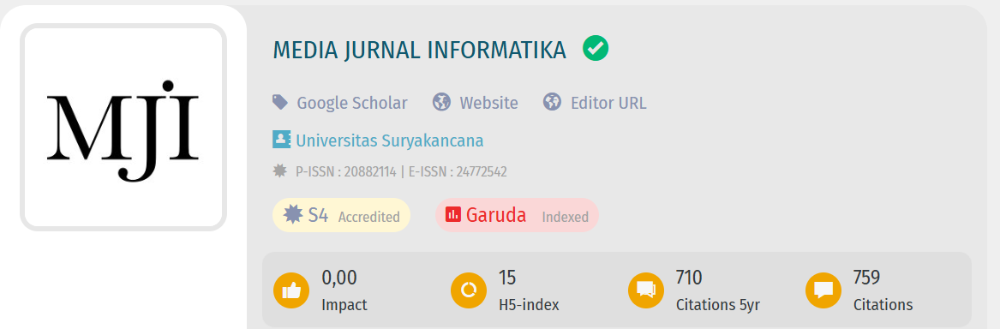 MJI
MEDIA JURNAL INFORMATIKA
Google Scholar Website Editor URL
Universitas Suryakancana
P-ISSN : 20882114 | E-ISSN : 24772542
S4 Accredited Garuda Indexed
0,00 15 710 759
Impact H5-index Citations 5yr Citations